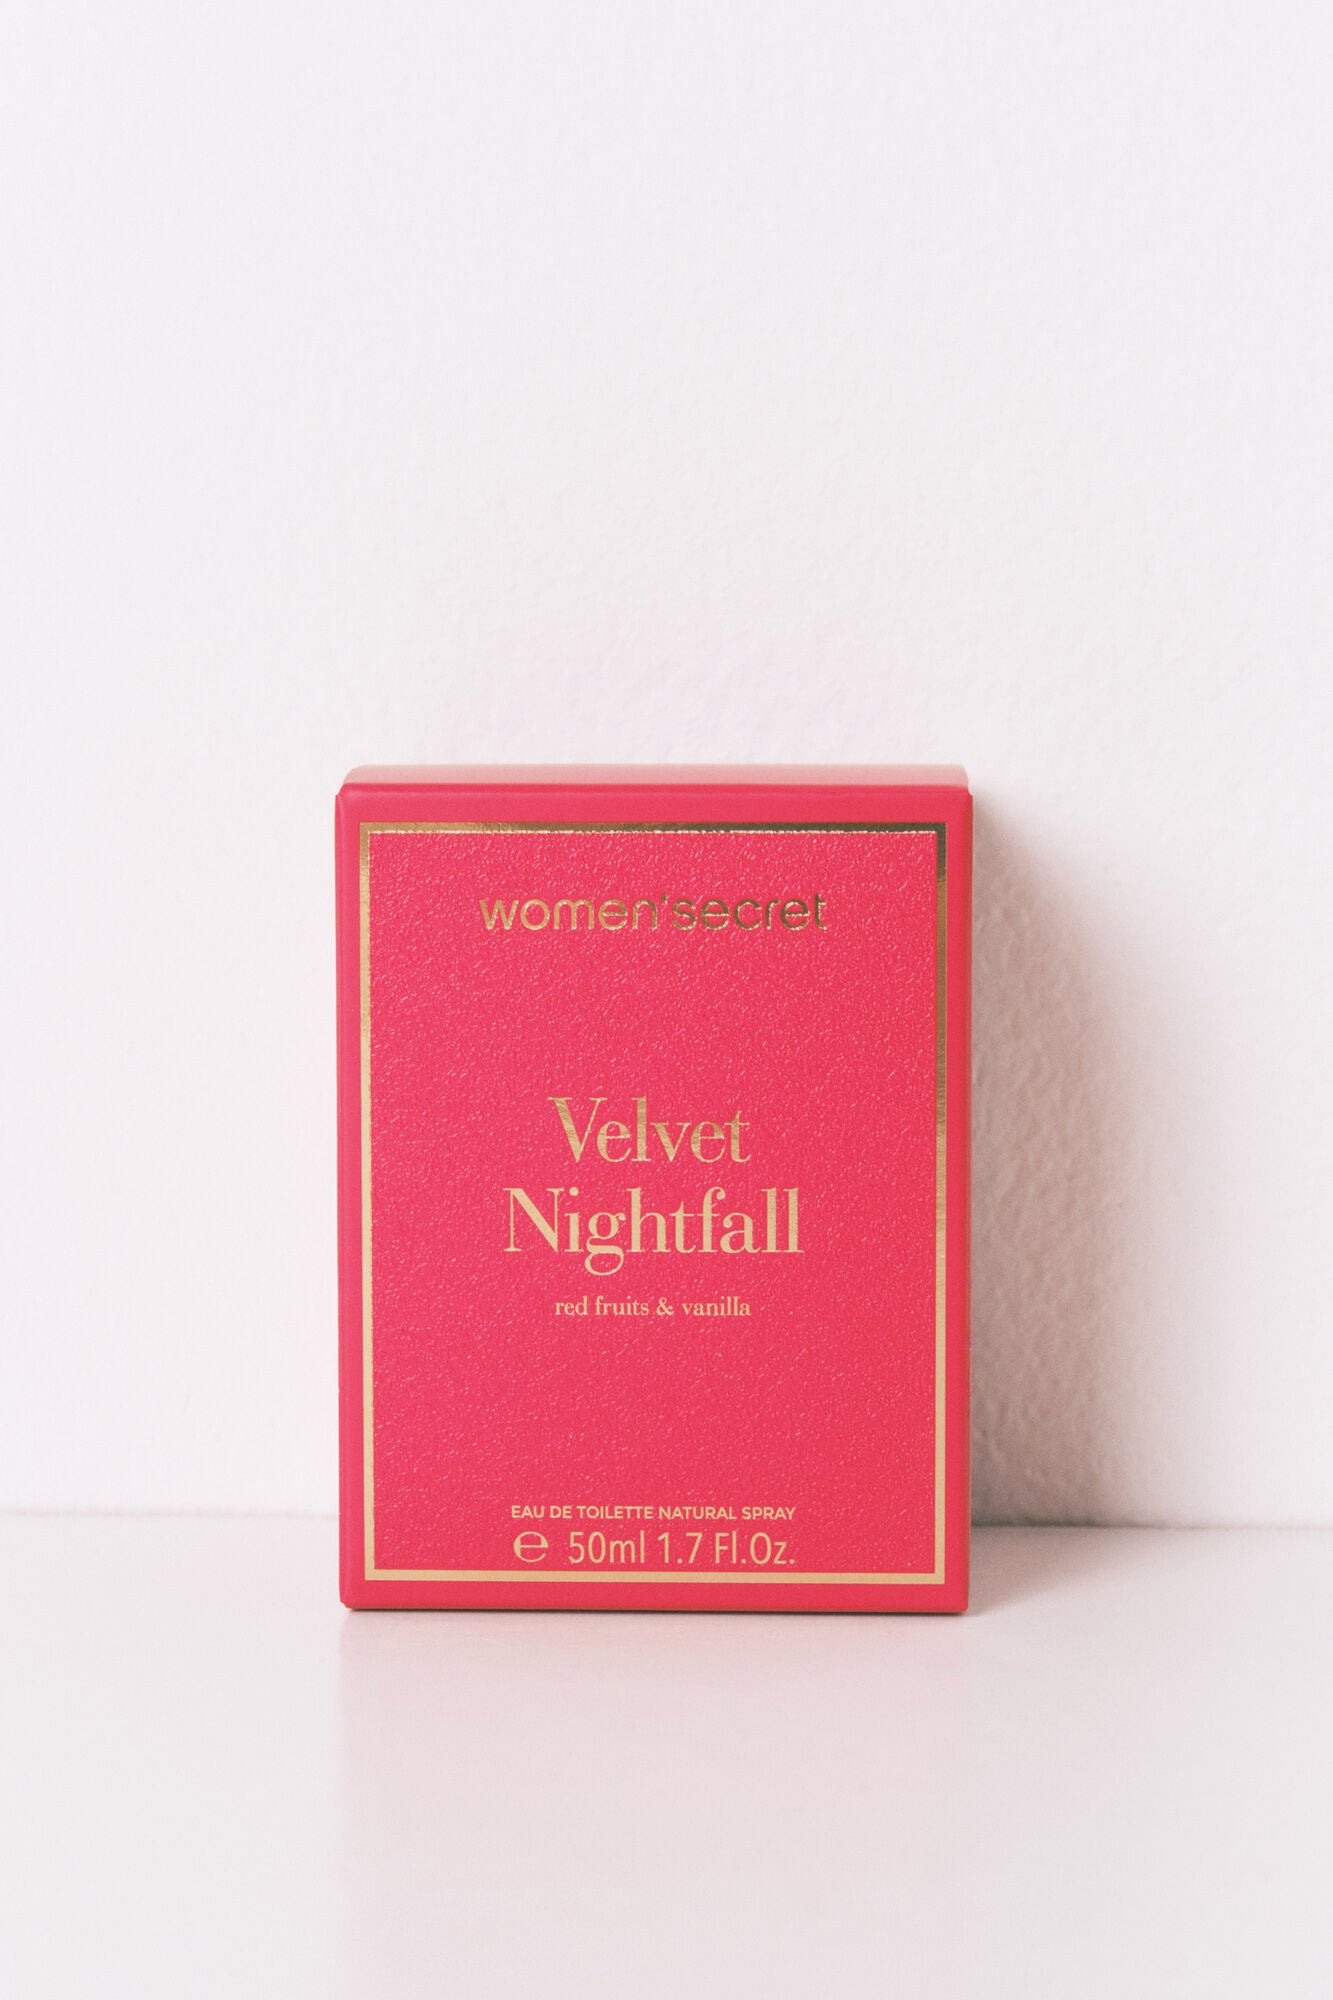 women'secret
Velvet
Nightfall
red fruits & vanilla
EAU DE TOILETTE NATURAL SPRAY
℮ 50ml 1.7 Fl.Oz.